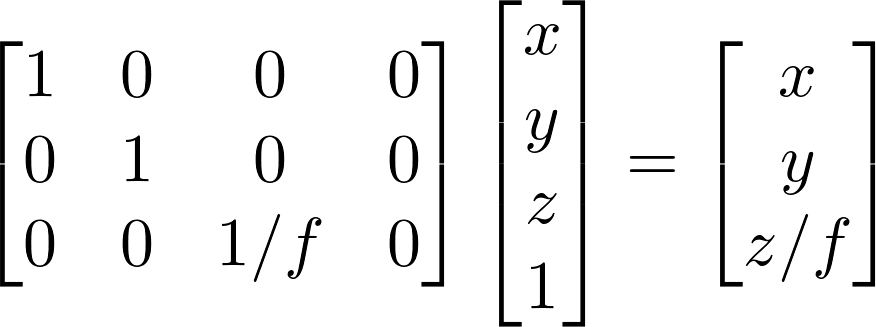 [1 0 0 0] [x] = [x]
[0 1 0 0] [y] [y]
[0 0 1/f 0] [z] [z/f]
[1]